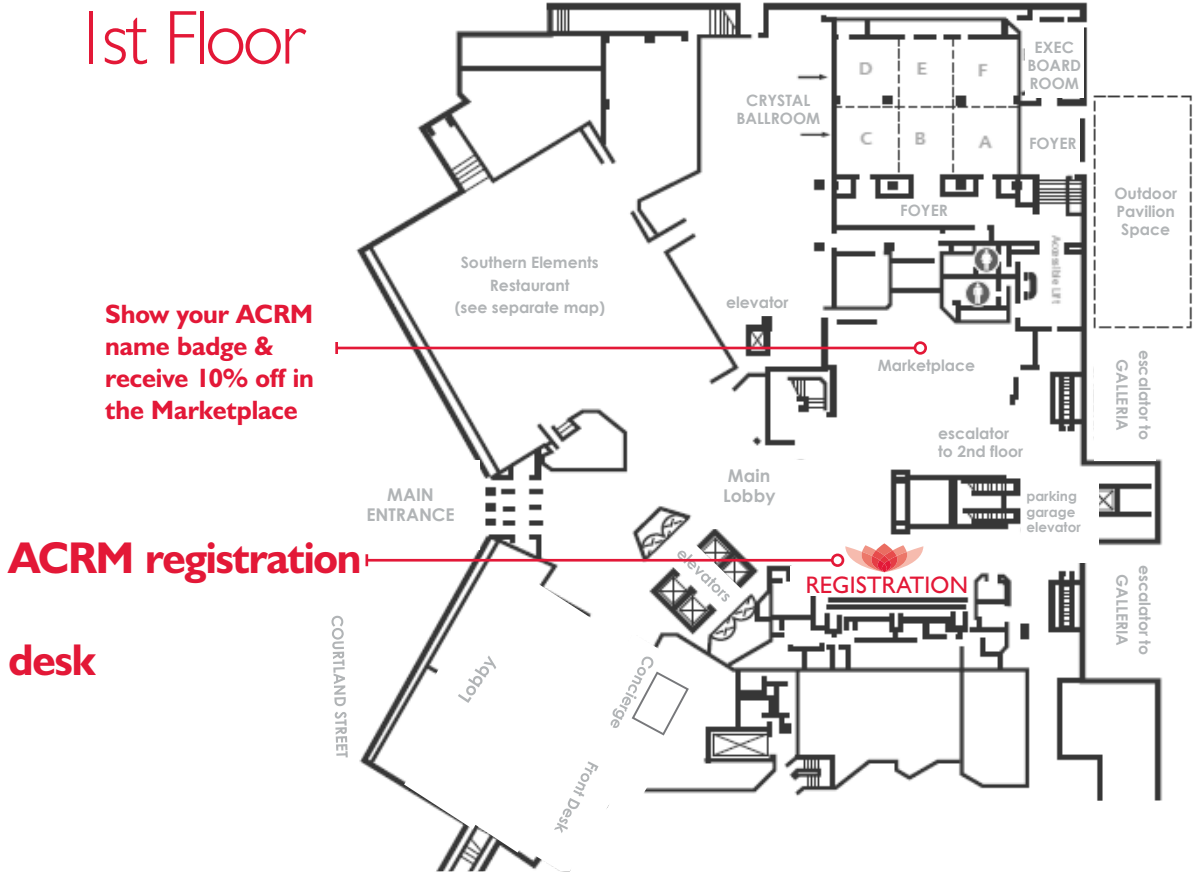 1st Floor
EXEC
BOARD
ROOM
D E F
CRYSTAL
BALLROOM
C B A
FOYER
Outdoor
Pavilion
Space
FOYER
Accessible Lift
Southern Elements
Restaurant
(see separate map)
elevator
Show your ACRM
name badge &
receive 10% off in
the Marketplace
Marketplace
escalator to
GALLERIA
escalator
to 2nd floor
Main
Lobby
MAIN
ENTRANCE
parking
garage
elevator
ACRM registration
desk
elevators
REGISTRATION
escalator to
GALLERIA
COURTLAND STREET
Lobby
Concierge
Front Desk